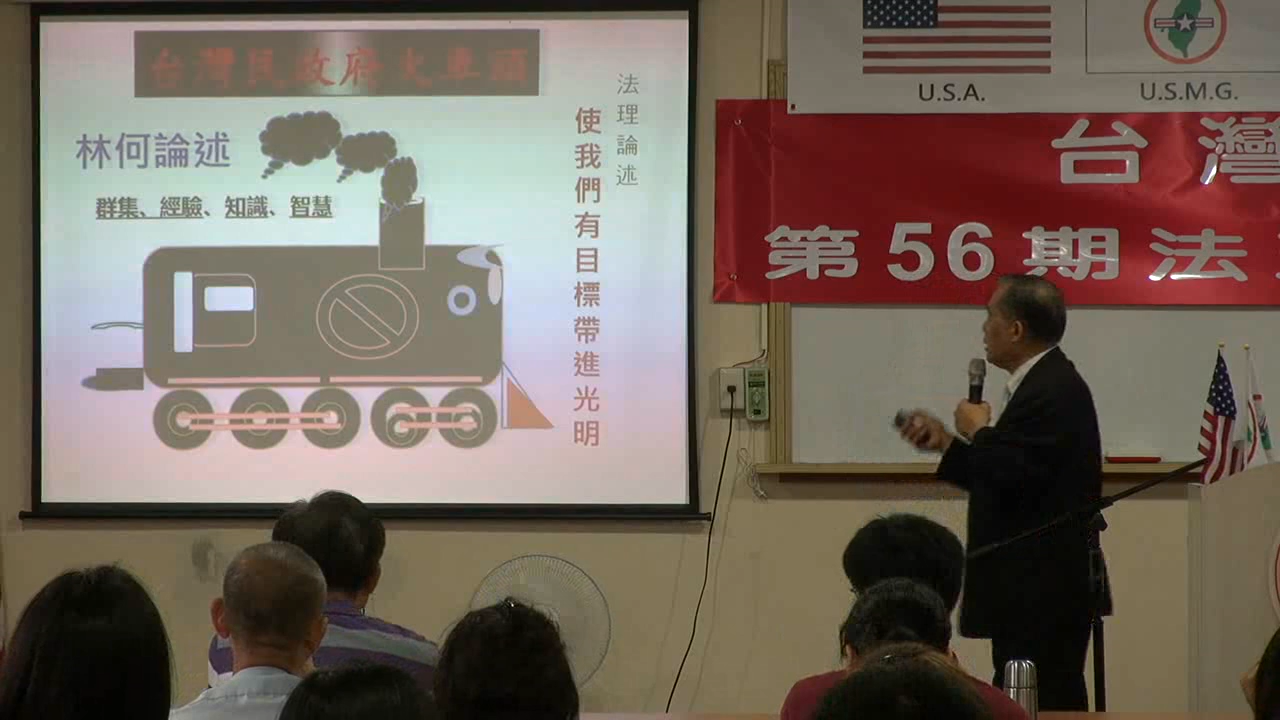 台灣民政府火車頭
林何論述
群集、經驗、知識、智慧
法理論述
使我們有目標帶進光明
U.S.A.
U.S.M.G.
台灣
第56期法